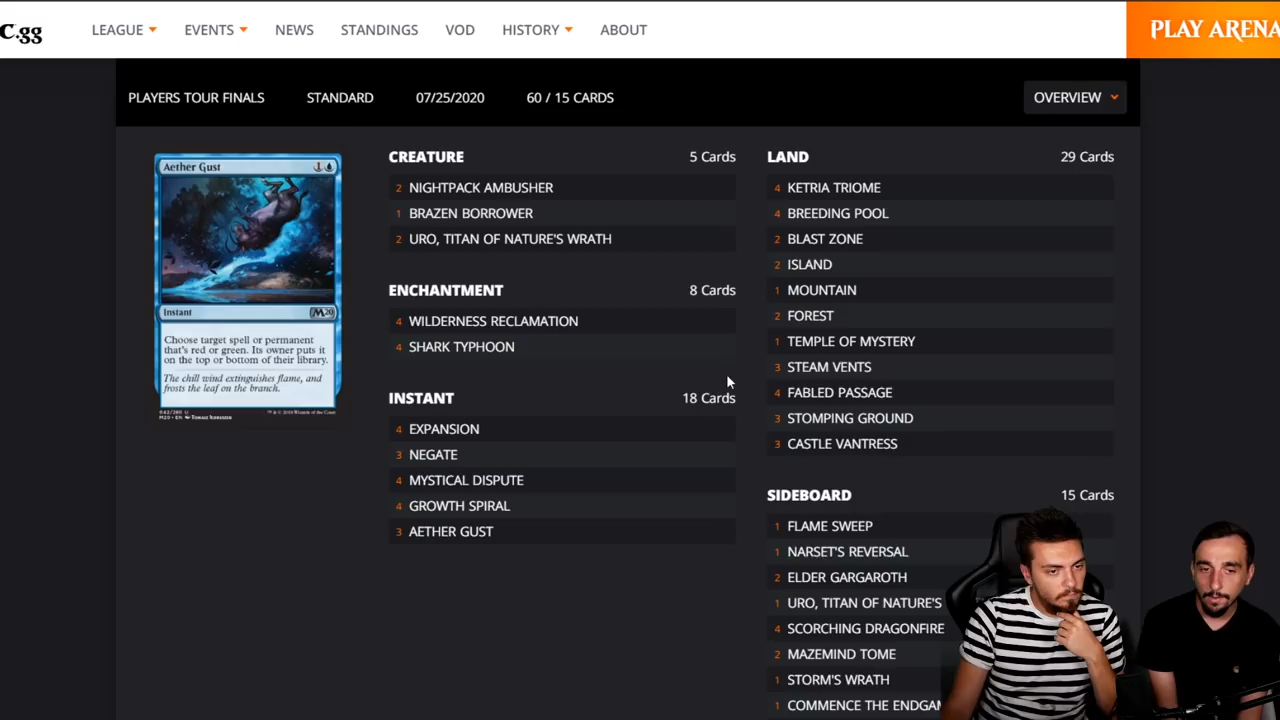 C.gg
LEAGUE
EVENTS
NEWS
STANDINGS
VOD
HISTORY
ABOUT
PLAY ARENA
PLAYERS TOUR FINALS
STANDARD
07/25/2020
60 / 15 CARDS
OVERVIEW
Aether Gust
1
Instant
M20
Choose target spell or permanent
that's red or green. Its owner puts it
on the top or bottom of their library.
The chill wind extinguishes flame, and
frosts the leaf on the branch.
CREATURE 5 Cards
2 NIGHTPACK AMBUSHER
1 BRAZEN BORROWER
2 URO, TITAN OF NATURE'S WRATH
ENCHANTMENT 8 Cards
4 WILDERNESS RECLAMATION
4 SHARK TYPHOON
INSTANT 18 Cards
4 EXPANSION
3 NEGATE
4 MYSTICAL DISPUTE
4 GROWTH SPIRAL
3 AETHER GUST
LAND 29 Cards
4 KETRIA TRIOME
4 BREEDING POOL
2 BLAST ZONE
2 ISLAND
1 MOUNTAIN
2 FOREST
1 TEMPLE OF MYSTERY
3 STEAM VENTS
4 FABLED PASSAGE
3 STOMPING GROUND
3 CASTLE VANTRESS
SIDEBOARD 15 Cards
1 FLAME SWEEP
1 NARSET'S REVERSAL
2 ELDER GARGAROTH
1 URO, TITAN OF NATURE'S
4 SCORCHING DRAGONFIRE
2 MAZEMIND TOME
1 STORM'S WRATH
1 COMMENCE THE